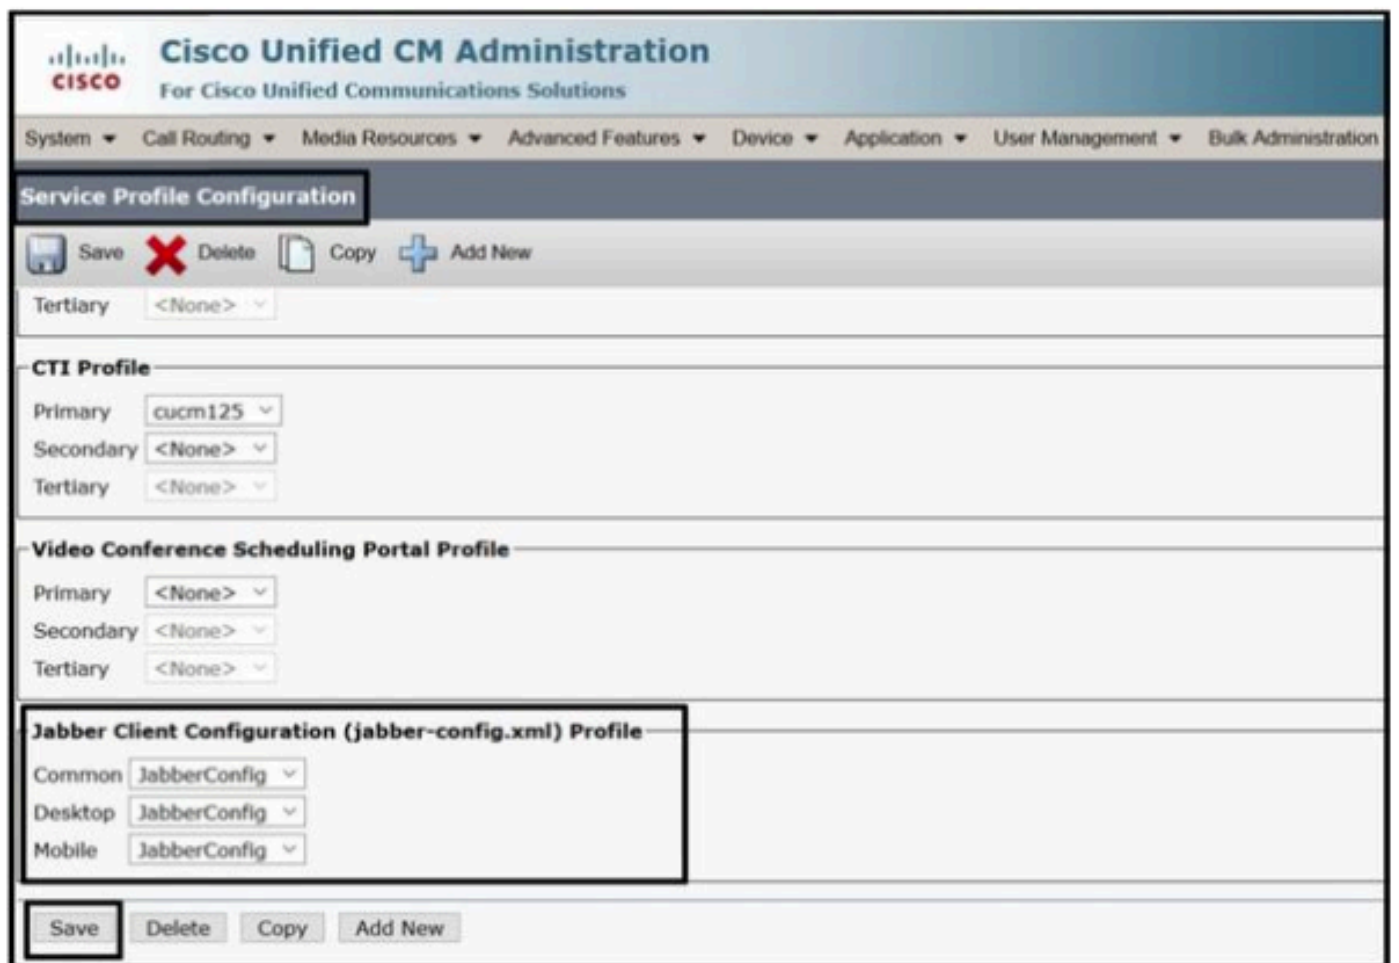 CISCO
Cisco Unified CM Administration
For Cisco Unified Communications Solutions
System Call Routing Media Resources Advanced Features Device Application User Management Bulk Administration
Service Profile Configuration
Save Delete Copy Add New
Tertiary <None>
CTI Profile
Primary cucm125
Secondary <None>
Tertiary <None>
Video Conference Scheduling Portal Profile
Primary <None>
Secondary <None>
Tertiary <None>
Jabber Client Configuration (jabber-config.xml) Profile
Common JabberConfig
Desktop JabberConfig
Mobile JabberConfig
Save Delete Copy Add New